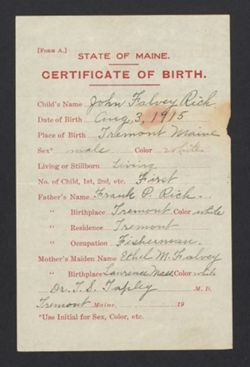 [Form A.]
STATE OF MAINE.
CERTIFICATE OF BIRTH.
Child's Name John Falvey Rich
Date of Birth Aug 3, 1915
Place of Birth Tremont Maine
Sex* male Color white
Living or Stillborn Living
No. of Child, 1st, 2nd, etc. First
Father's Name Frank P. Rich
" Birthplace Tremont Color white
" Residence Tremont
" Occupation Fisherman
Mother's Maiden Name Ethel M. Falvey
" Birthplace Lawrence Mass Color white
Dr. T. S. Tapley M. D.
Tremont Maine. 19
*Use Initial for Sex, Color, etc.